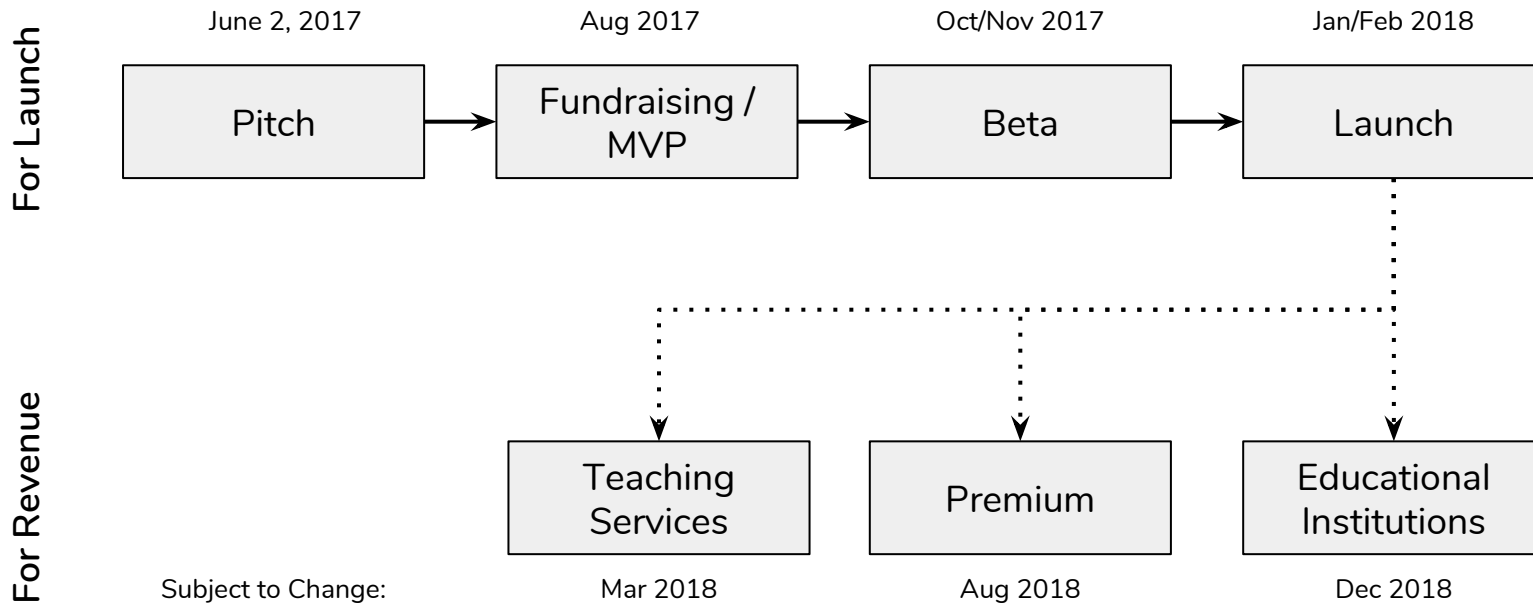 June 2, 2017
Aug 2017
Oct/Nov 2017
Jan/Feb 2018
For Launch
Pitch
Fundraising /
MVP
Beta
Launch
For Revenue
Teaching
Services
Premium
Educational
Institutions
Subject to Change:
Mar 2018
Aug 2018
Dec 2018